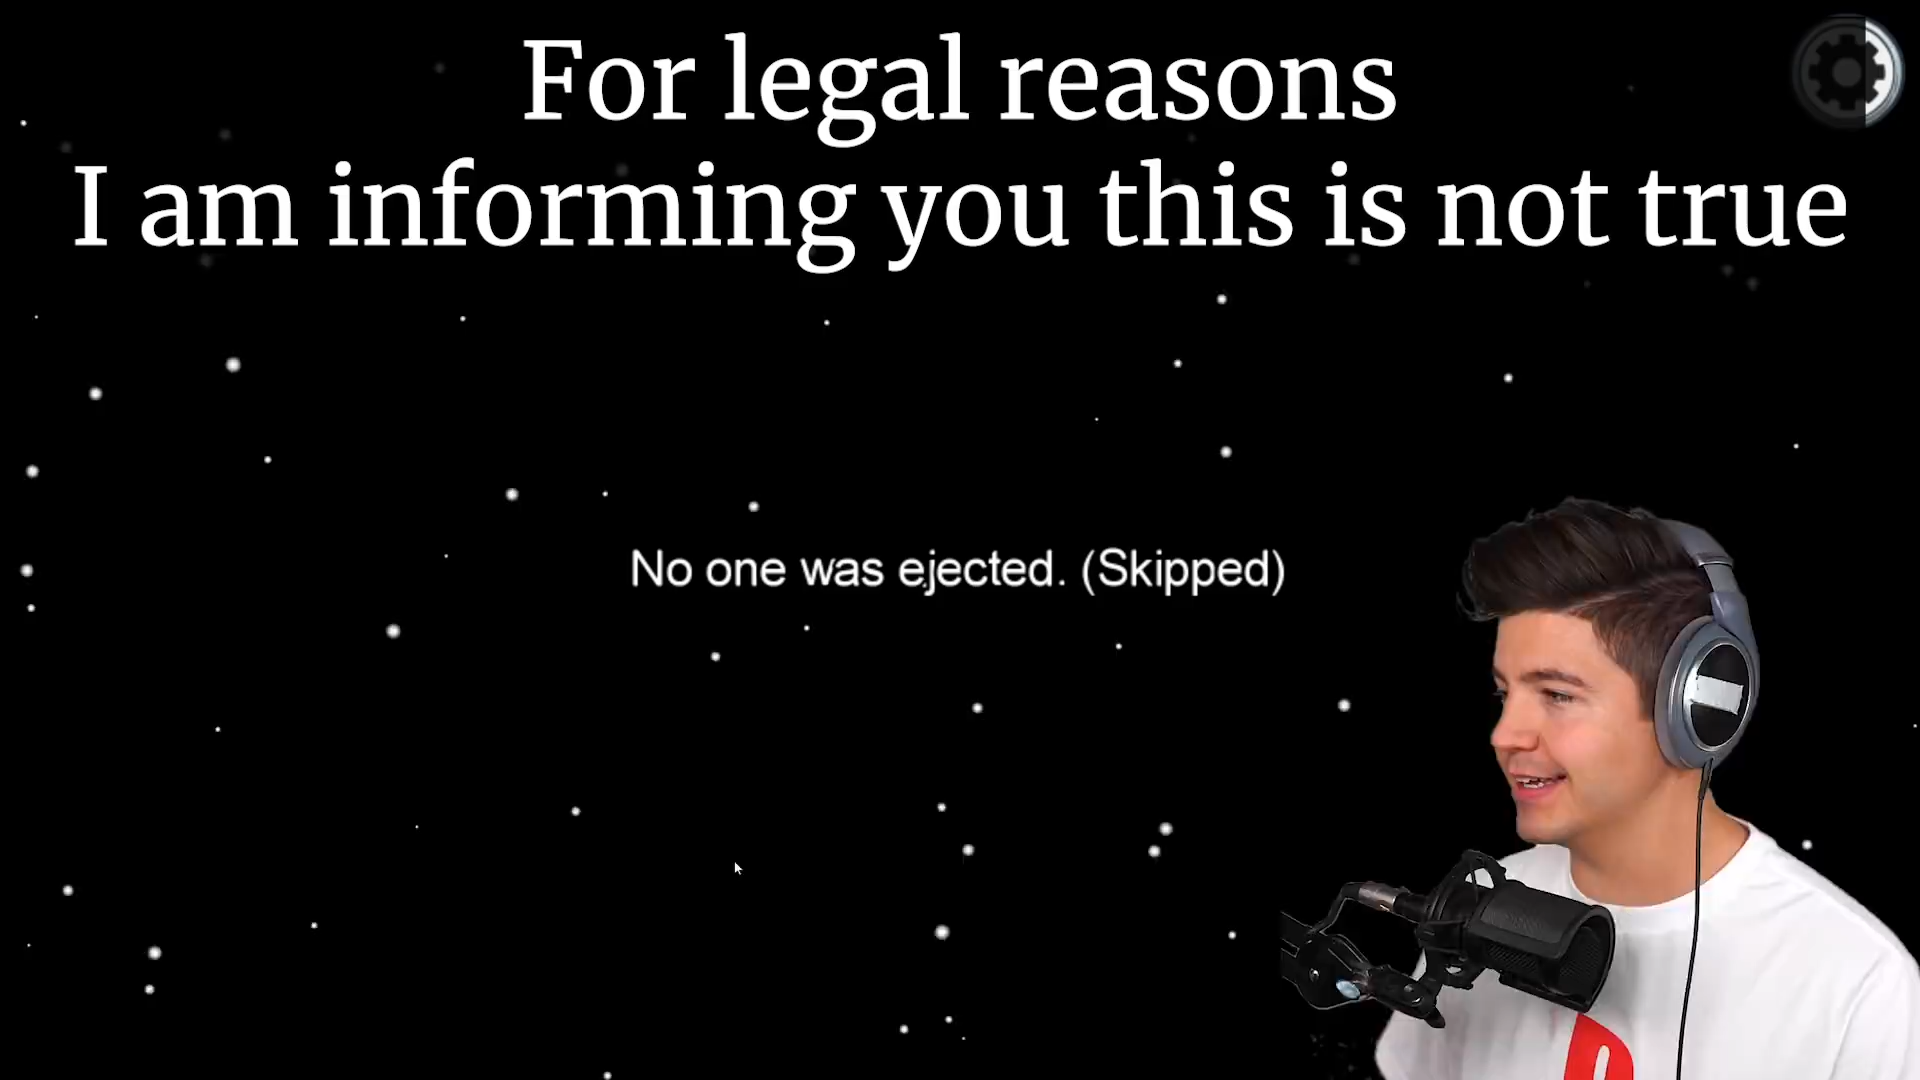 For legal reasons
I am informing you this is not true
No one was ejected. (Skipped)